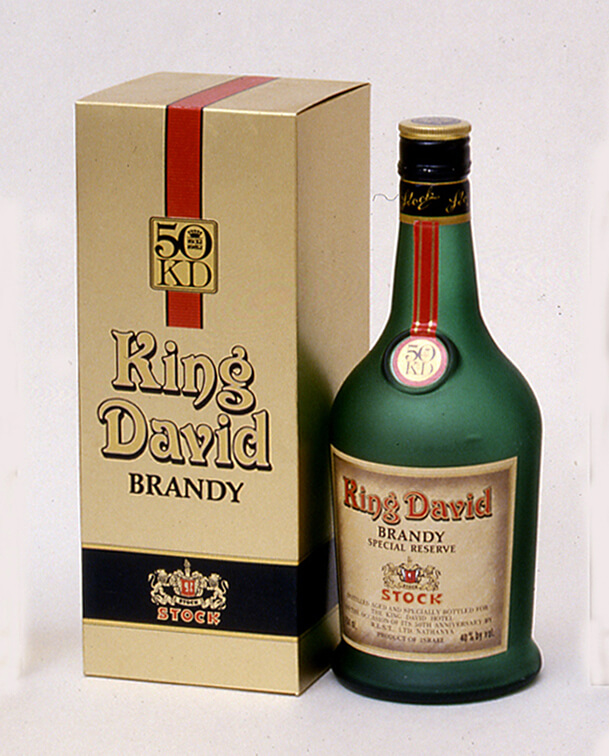 50
KD
King
David
BRANDY
STOCK
Stock
50
KD
King David
BRANDY
SPECIAL RESERVE
STOCK
DISTILLED AGED AND SPECIALLY BOTTLED FOR
THE KING DAVID HOTEL
ON THE OCCASION OF ITS 50TH ANNIVERSARY BY
LTD. NATHANYA
PRODUCT OF ISRAEL
40% by vol.